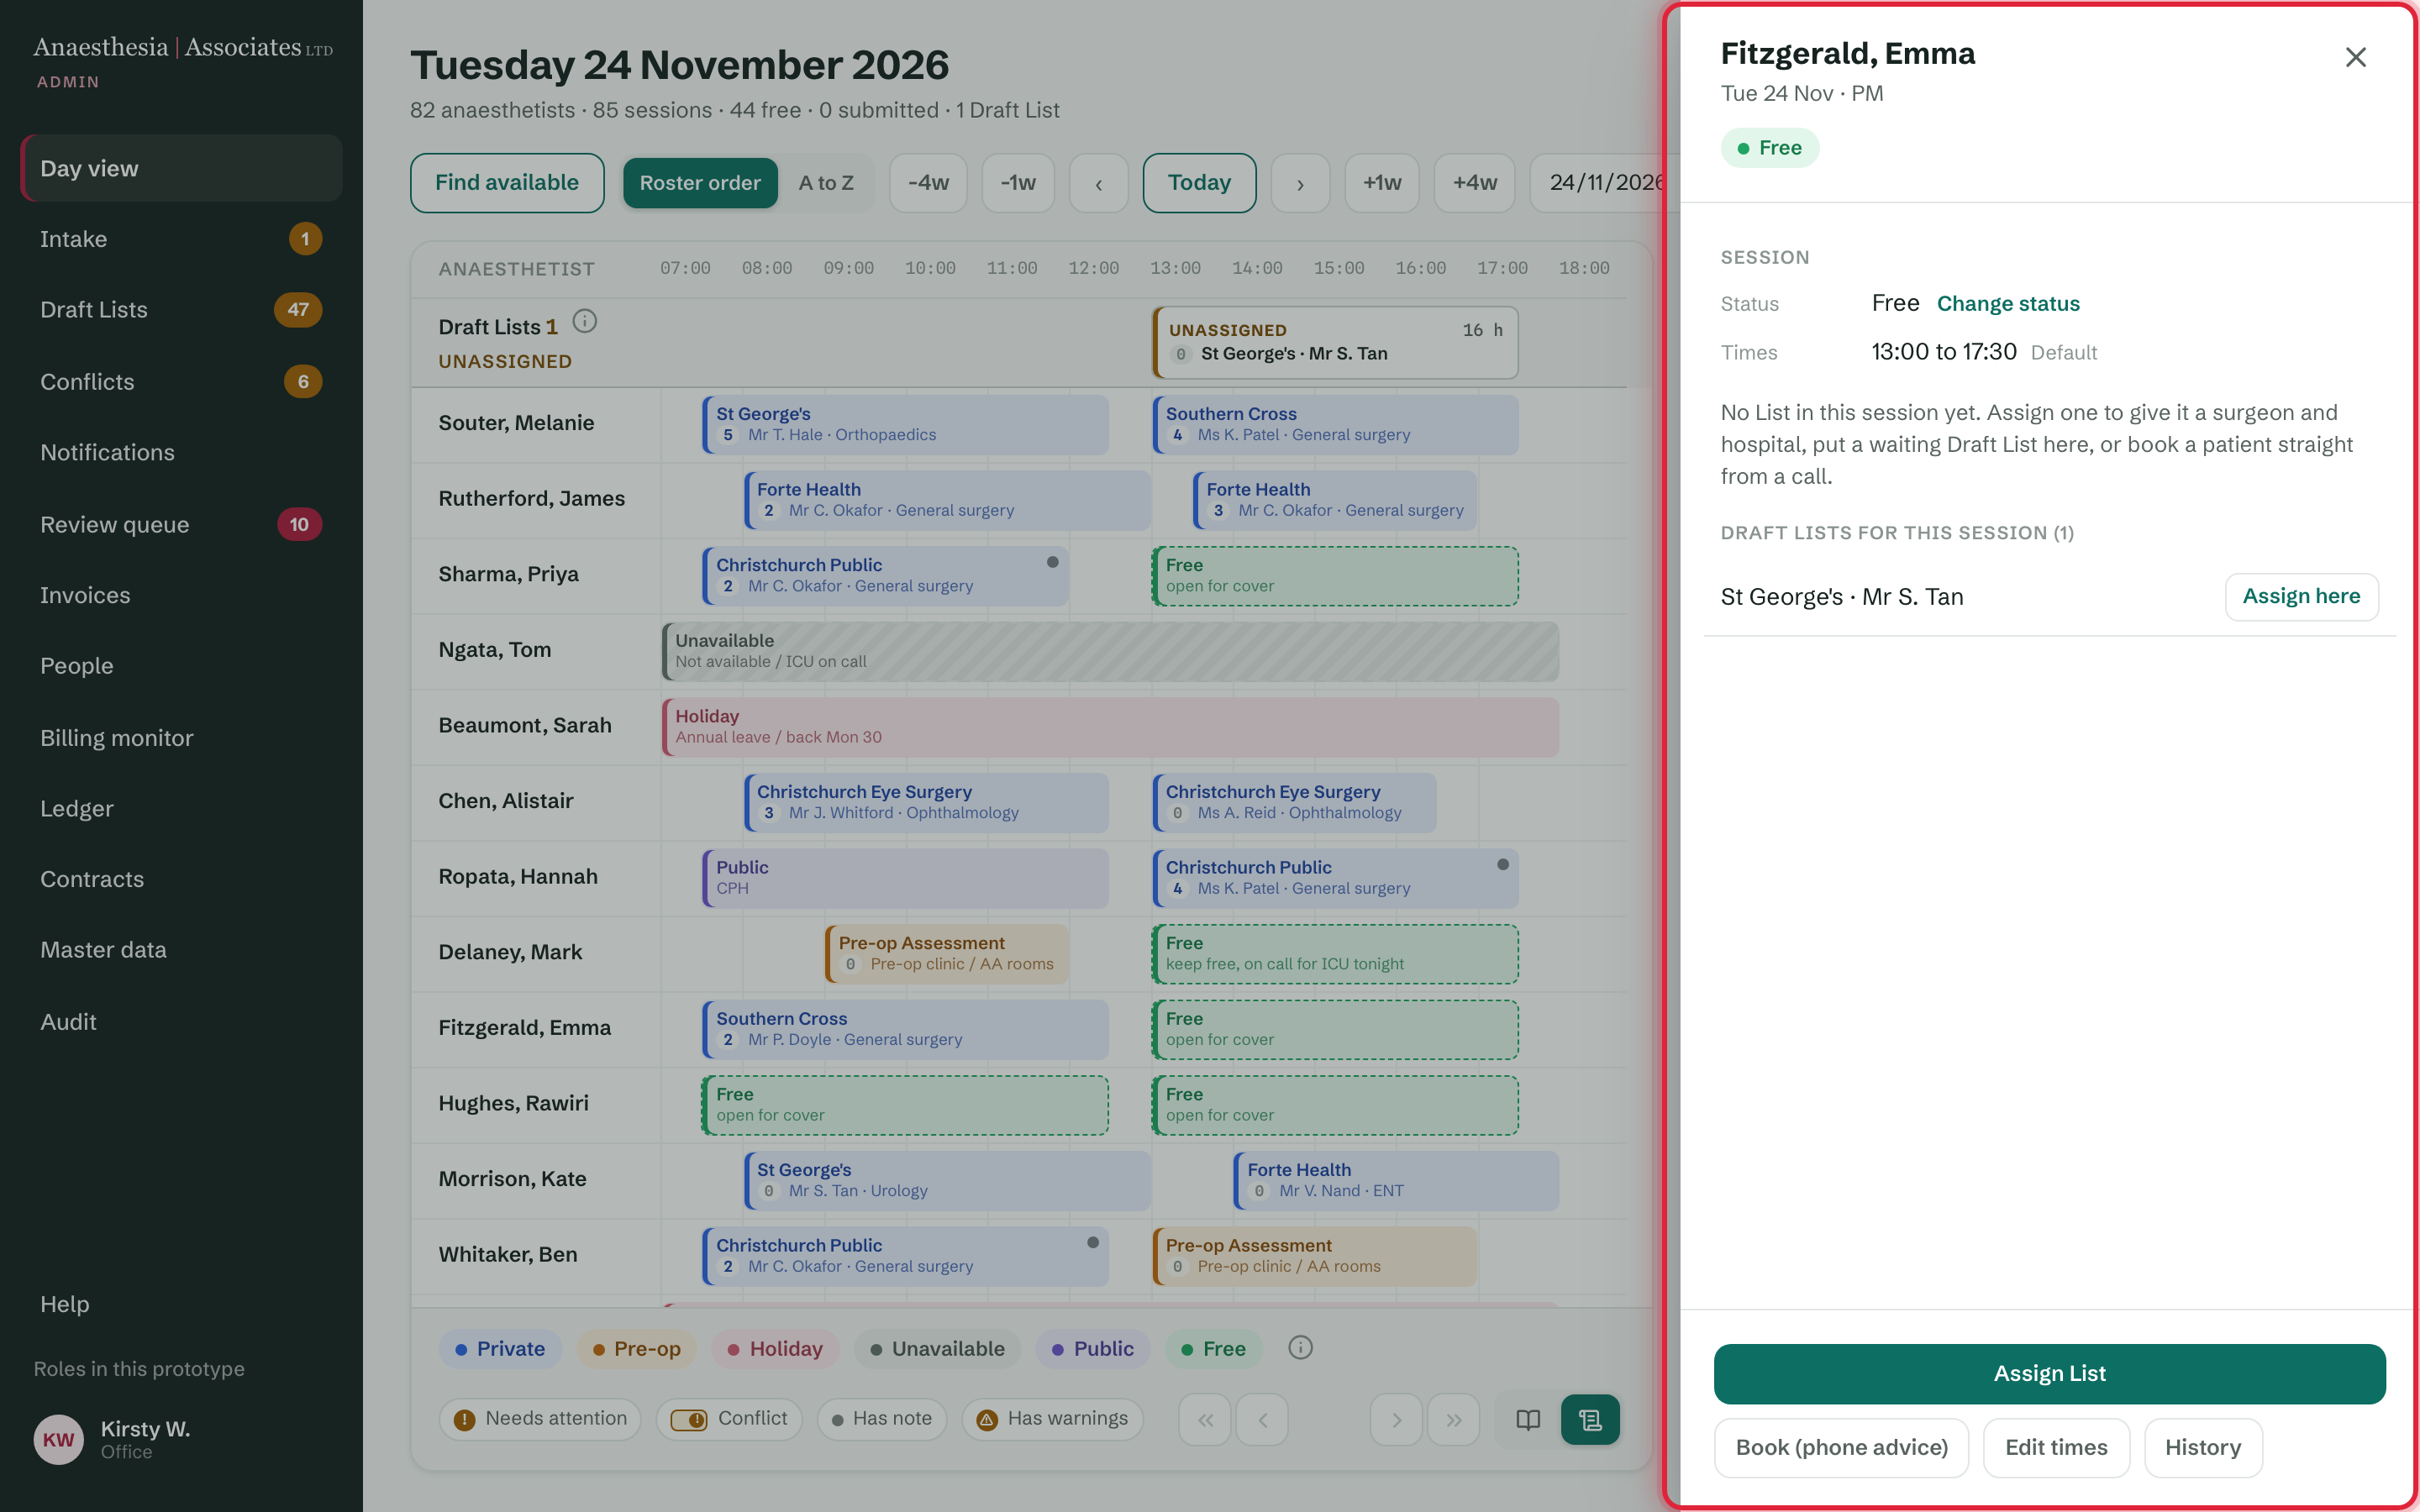 Anaesthesia | Associates LTD
ADMIN
Day view
Intake 1
Draft Lists 47
Conflicts 6
Notifications
Review queue 10
Invoices
People
Billing monitor
Ledger
Contracts
Master data
Audit
Help
Roles in this prototype
KW Kirsty W.
Office
Tuesday 24 November 2026
82 anaesthetists · 85 sessions · 44 free · 0 submitted · 1 Draft List
Find available Roster order A to Z -4w -1w ‹ Today › +1w +4w 24/11/2026
ANAESTHETIST 07:00 08:00 09:00 10:00 11:00 12:00 13:00 14:00 15:00 16:00 17:00 18:00
Draft Lists 1
UNASSIGNED
UNASSIGNED 16 h
0 St George's · Mr S. Tan
Souter, Melanie
St George's
5 Mr T. Hale · Orthopaedics
Southern Cross
4 Ms K. Patel · General surgery
Rutherford, James
Forte Health
2 Mr C. Okafor · General surgery
Forte Health
3 Mr C. Okafor · General surgery
Sharma, Priya
Christchurch Public
2 Mr C. Okafor · General surgery
Free
open for cover
Ngata, Tom
Unavailable
Not available / ICU on call
Beaumont, Sarah
Holiday
Annual leave / back Mon 30
Chen, Alistair
Christchurch Eye Surgery
3 Mr J. Whitford · Ophthalmology
Christchurch Eye Surgery
0 Ms A. Reid · Ophthalmology
Ropata, Hannah
Public
CPH
Christchurch Public
4 Ms K. Patel · General surgery
Delaney, Mark
Pre-op Assessment
0 Pre-op clinic / AA rooms
Free
keep free, on call for ICU tonight
Fitzgerald, Emma
Southern Cross
2 Mr P. Doyle · General surgery
Free
open for cover
Hughes, Rawiri
Free
open for cover
Free
open for cover
Morrison, Kate
St George's
0 Mr S. Tan · Urology
Forte Health
0 Mr V. Nand · ENT
Whitaker, Ben
Christchurch Public
2 Mr C. Okafor · General surgery
Pre-op Assessment
0 Pre-op clinic / AA rooms
Private Pre-op Holiday Unavailable Public Free
Needs attention Conflict Has note Has warnings
Fitzgerald, Emma
Tue 24 Nov · PM
Free
SESSION
Status Free Change status
Times 13:00 to 17:30 Default
No List in this session yet. Assign one to give it a surgeon and
hospital, put a waiting Draft List here, or book a patient straight
from a call.
DRAFT LISTS FOR THIS SESSION (1)
St George's · Mr S. Tan Assign here
Assign List
Book (phone advice) Edit times History